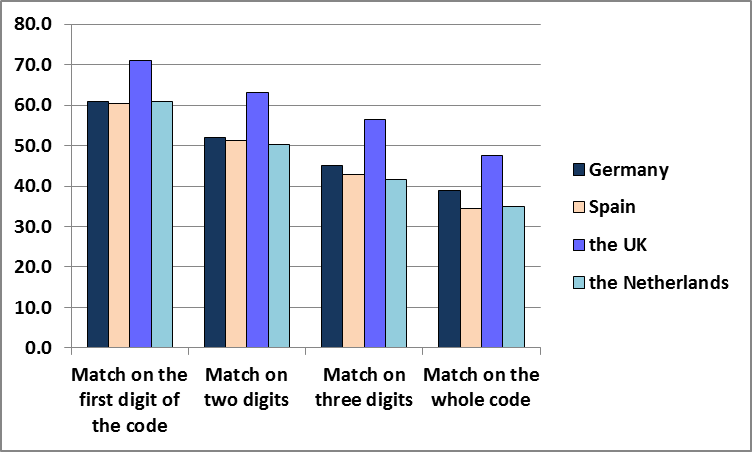 80.0
70.0
60.0
50.0
40.0
30.0
20.0
10.0
0.0
Match on the
first digit of
the code
Match on
two digits
Match on
three digits
Match on the
whole code
Germany
Spain
the UK
the Netherlands